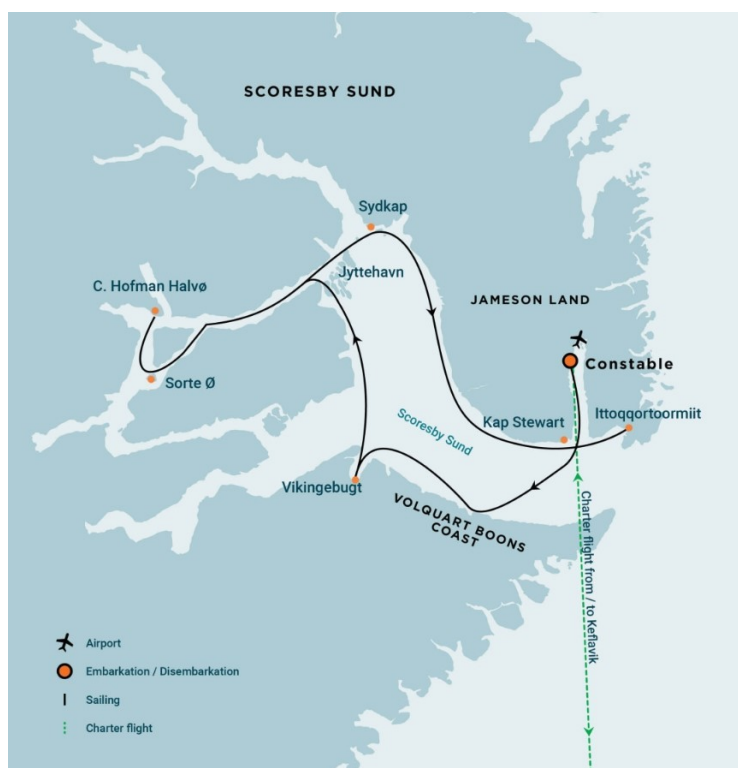 SCORESBY SUND
Sydkap
Jyttehavn
C. Hofman Halvø
JAMESON LAND
Constable
Sorte Ø
Ittoqqortoormiit
Kap Stewart
Scoresby Sund
Vikingebugt
VOLQUART BOONS
COAST
Charter flight from / to Keflavik
Airport
Embarkation / Disembarkation
Sailing
Charter flight